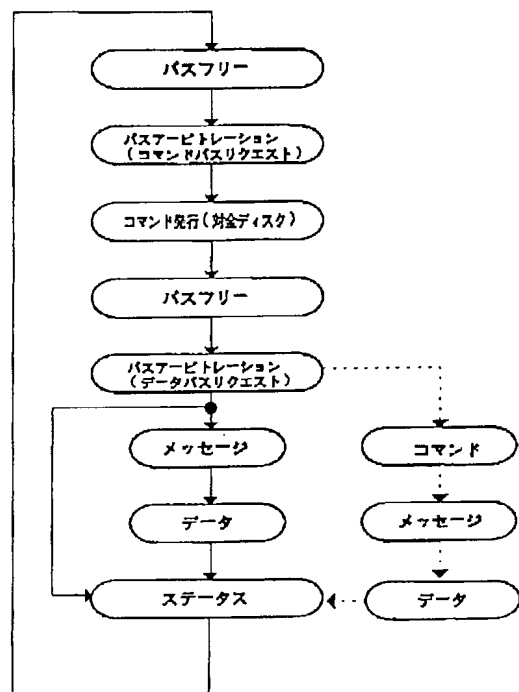 バスフリー
バスアービトレーション
(コマンドバスリクエスト)
コマンド発行(対全ディスク)
バスフリー
バスアービトレーション
(データバスリクエスト)
メッセージ
データ
ステータス
コマンド
メッセージ
データ